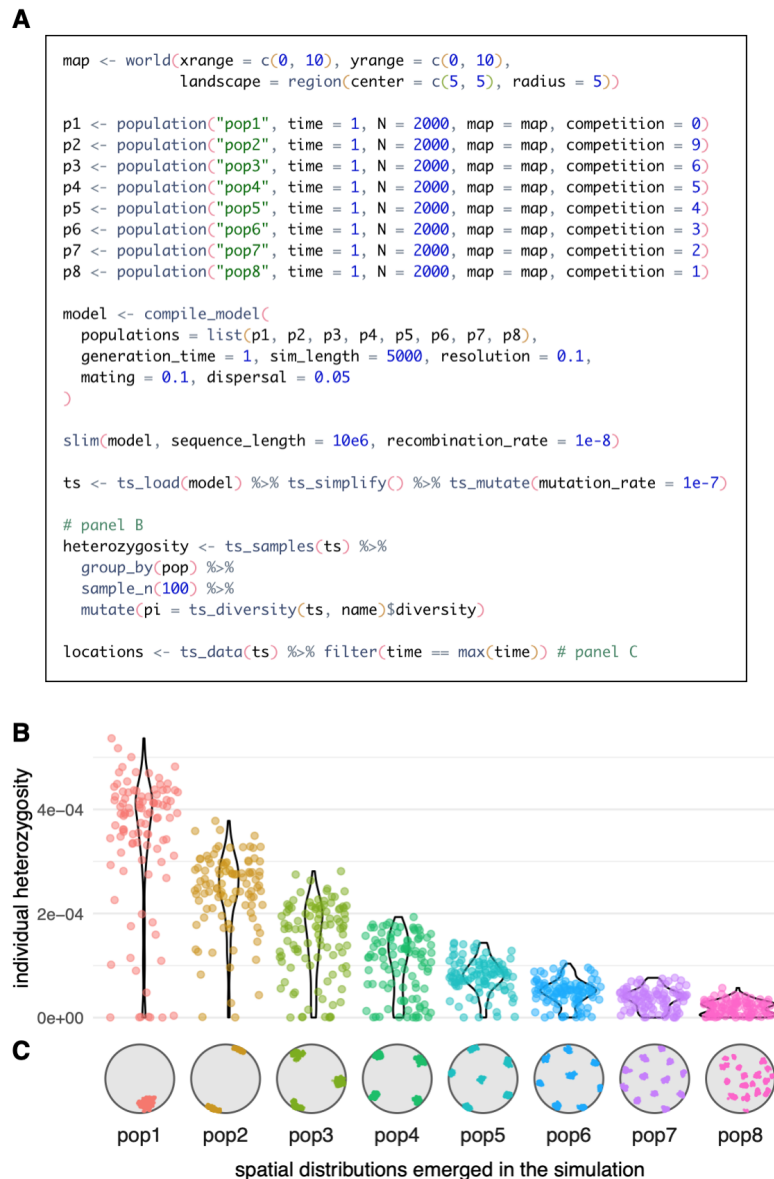 A
map <- world(xrange = c(0, 10), yrange = c(0, 10),
             landscape = region(center = c(5, 5), radius = 5))
p1 <- population("pop1", time = 1, N = 2000, map = map, competition = 0)
p2 <- population("pop2", time = 1, N = 2000, map = map, competition = 9)
p3 <- population("pop3", time = 1, N = 2000, map = map, competition = 6)
p4 <- population("pop4", time = 1, N = 2000, map = map, competition = 5)
p5 <- population("pop5", time = 1, N = 2000, map = map, competition = 4)
p6 <- population("pop6", time = 1, N = 2000, map = map, competition = 3)
p7 <- population("pop7", time = 1, N = 2000, map = map, competition = 2)
p8 <- population("pop8", time = 1, N = 2000, map = map, competition = 1)
model <- compile_model(
  populations = list(p1, p2, p3, p4, p5, p6, p7, p8),
  generation_time = 1, sim_length = 5000, resolution = 0.1,
  mating = 0.1, dispersal = 0.05
)
slim(model, sequence_length = 10e6, recombination_rate = 1e-8)
ts <- ts_load(model) %>% ts_simplify() %>% ts_mutate(mutation_rate = 1e-7)
# panel B
heterozygosity <- ts_samples(ts) %>%
  group_by(pop) %>%
  sample_n(100) %>%
  mutate(pi = ts_diversity(ts, name)$diversity)
locations <- ts_data(ts) %>% filter(time == max(time)) # panel C
B
individual heterozygosity
4e-04
2e-04
0e+00
C
pop1 pop2 pop3 pop4 pop5 pop6 pop7 pop8
spatial distributions emerged in the simulation